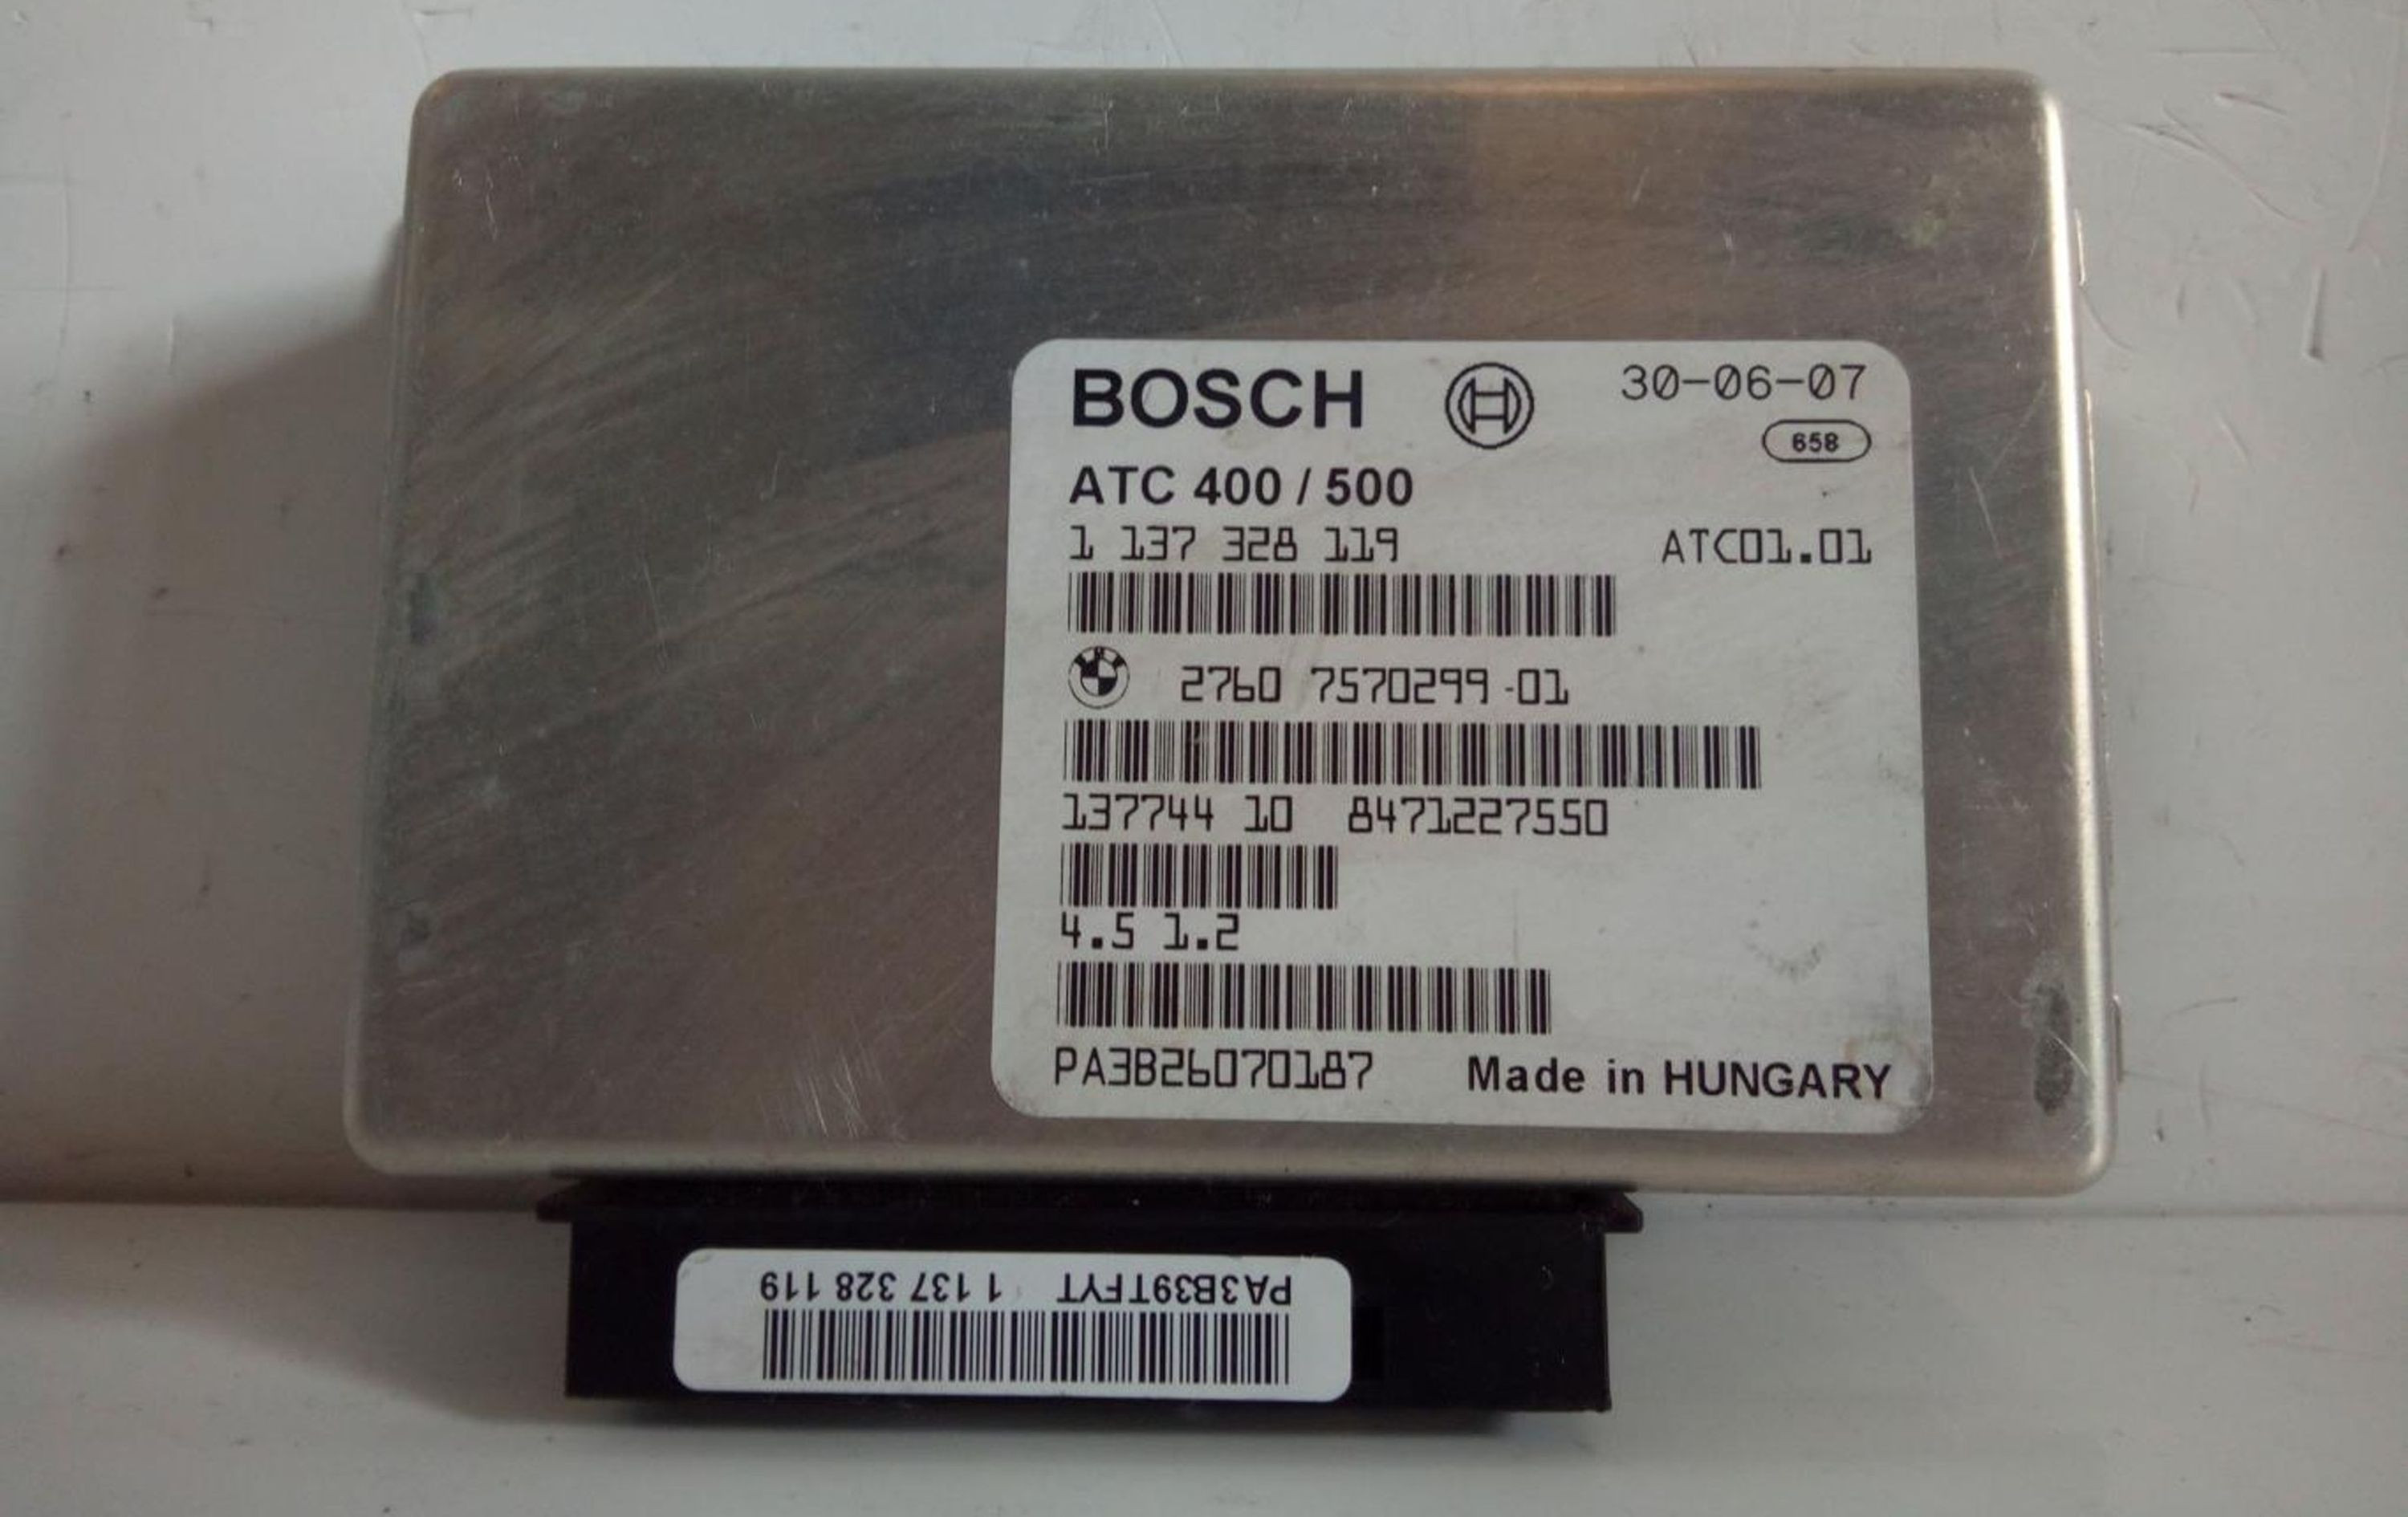 BOSCH 30-06-07
658
ATC 400 / 500
1 137 328 119 ATC01.01
BMW 2760 7570299-01
137744 10 8471227550
4.5 1.2
PA3B26070187 Made in HUNGARY
PA3B39TFYT 1 137 328 119